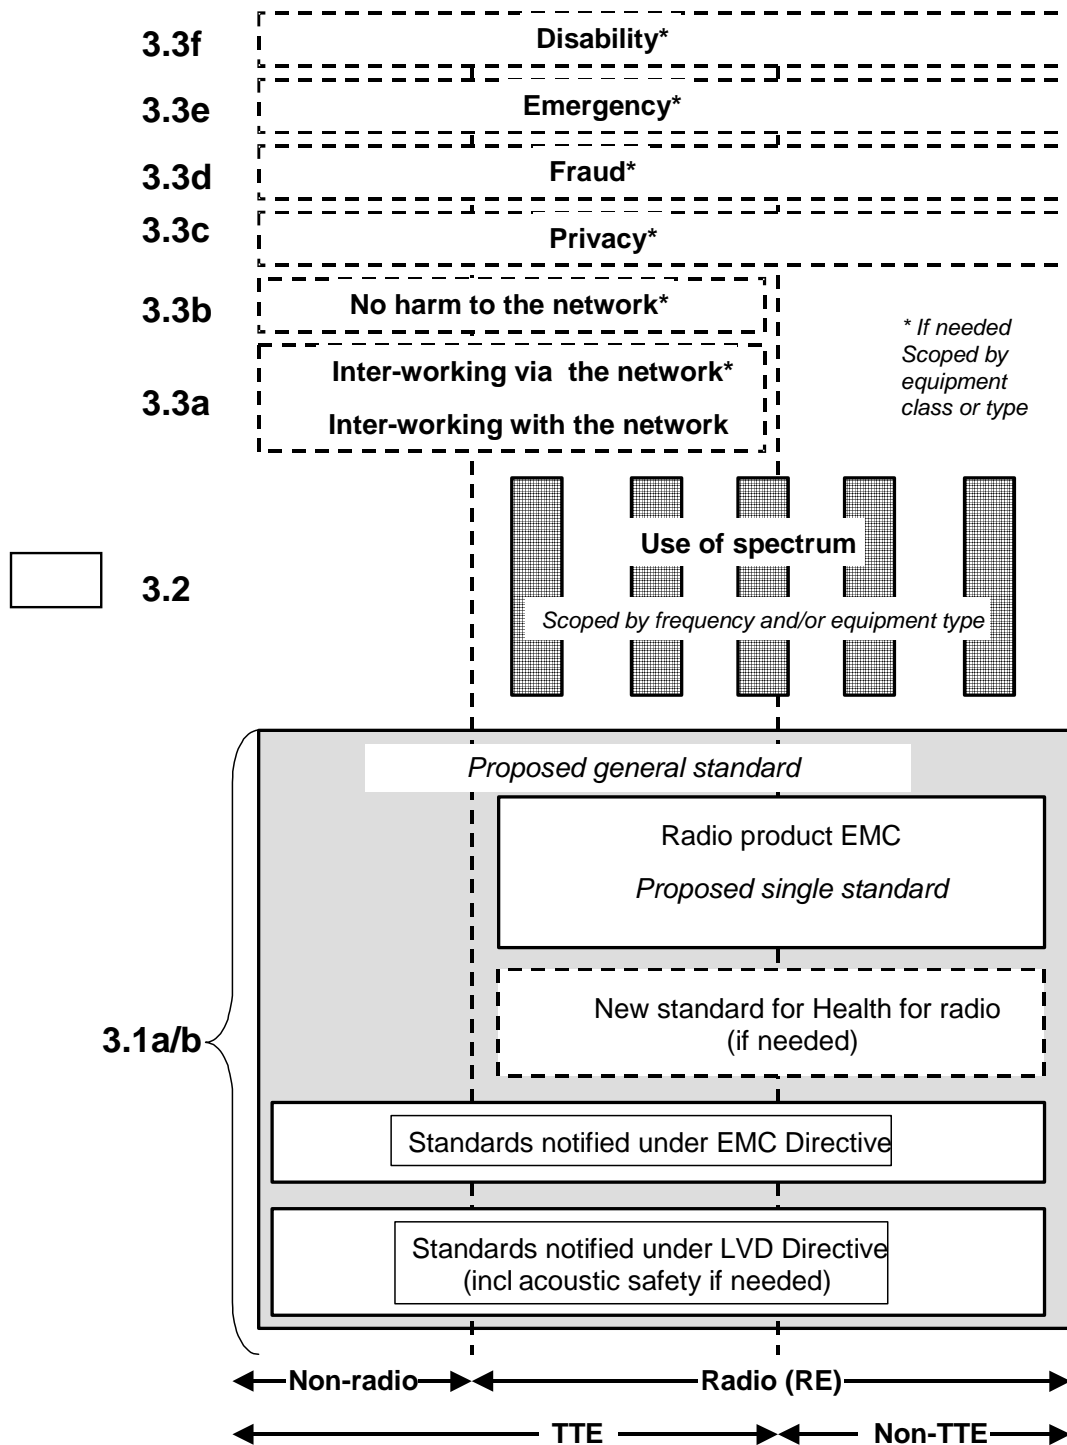 3.3f
Disability*
3.3e
Emergency*
3.3d
Fraud*
3.3c
Privacy*
3.3b
No harm to the network*
* If needed
Scoped by
equipment
class or type
3.3a
Inter-working via the network*
Inter-working with the network
3.2
Use of spectrum
Scoped by frequency and/or equipment type
3.1a/b
Proposed general standard
Radio product EMC
Proposed single standard
New standard for Health for radio
(if needed)
Standards notified under EMC Directive
Standards notified under LVD Directive
(incl acoustic safety if needed)
Non-radio
Radio (RE)
TTE
Non-TTE